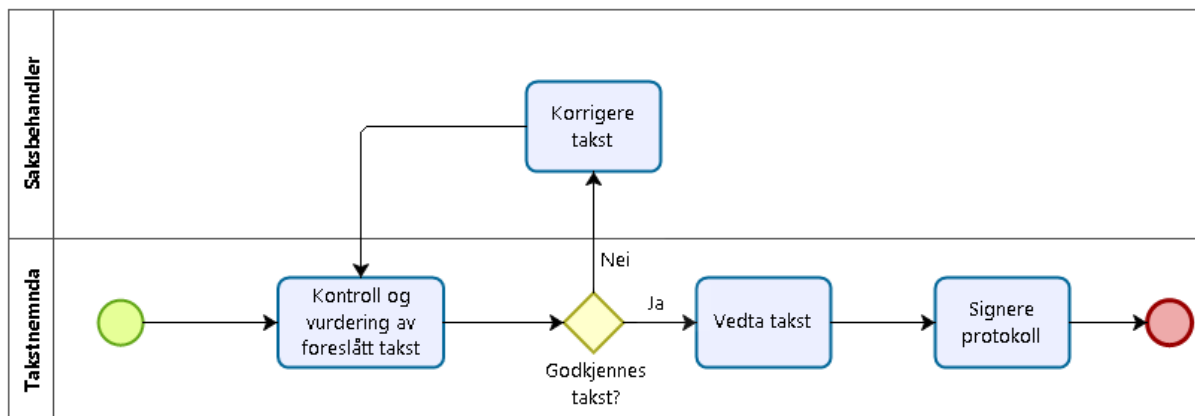 Saksbehandler
Korrigere
takst
Takstnemnda
Kontroll og
vurdering av
foreslått takst
Nei
Godkjennes
takst?
Ja
Vedta takst
Signere
protokoll